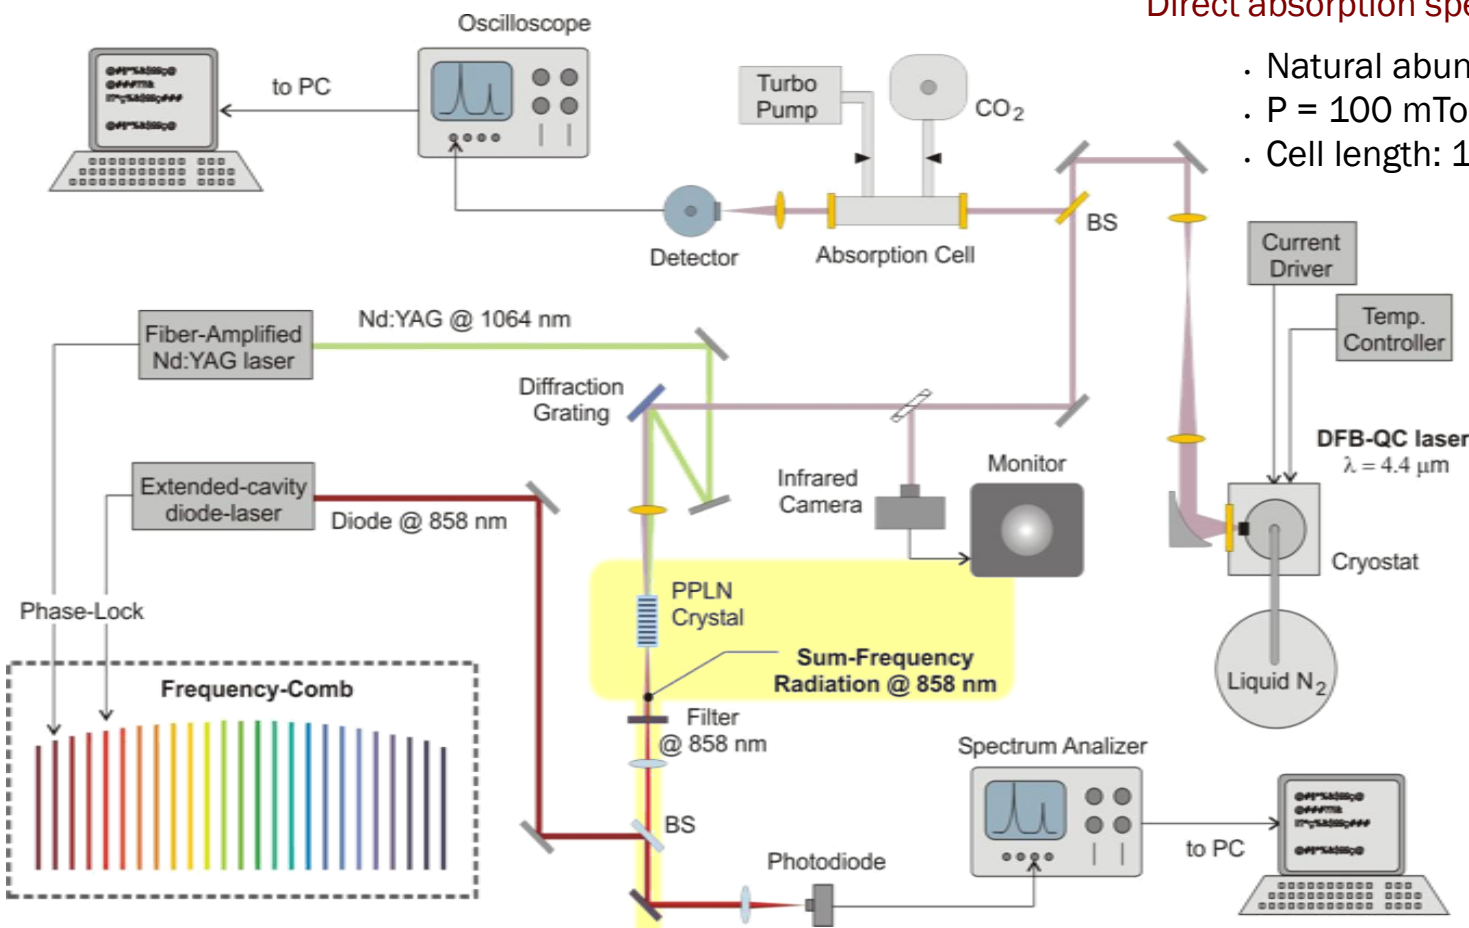 Direct absorption spe
Oscilloscope
to PC
Turbo
Pump
CO2
· Natural abun
· P = 100 mTo
· Cell length: 1
BS
Detector
Absorption Cell
Current
Driver
Temp.
Controller
Nd:YAG @ 1064 nm
Fiber-Amplified
Nd:YAG laser
Diffraction
Grating
DFB-QC laser
λ = 4.4 μm
Extended-cavity
diode-laser
Diode @ 858 nm
Infrared
Camera
Monitor
Cryostat
PPLN
Crystal
Phase-Lock
Sum-Frequency
Radiation @ 858 nm
Liquid N2
Frequency-Comb
Filter
@ 858 nm
Spectrum Analizer
BS
Photodiode
to PC